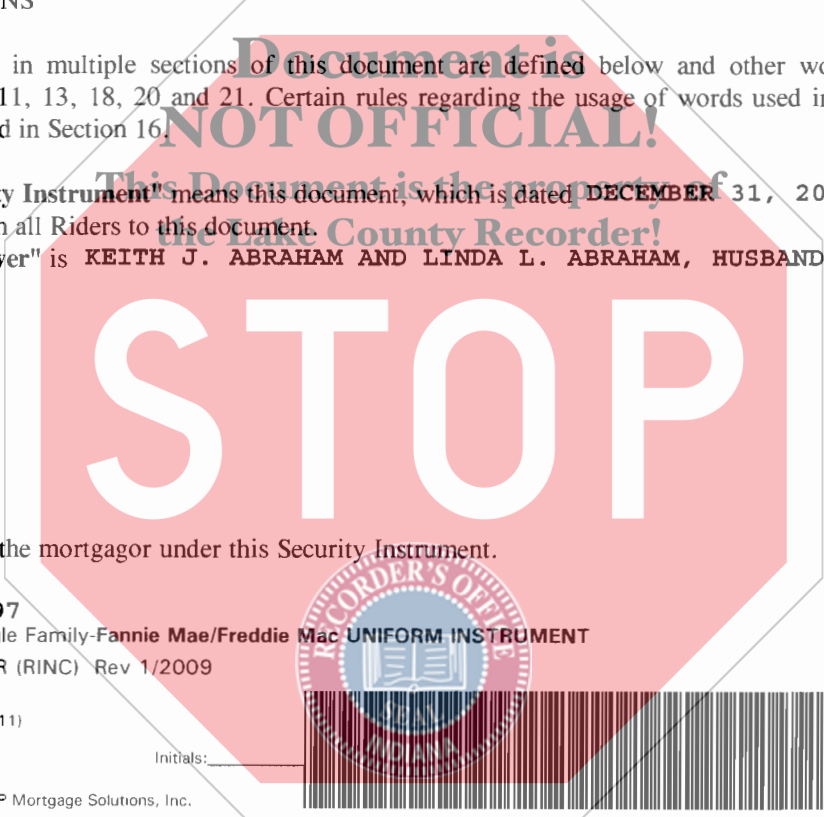 NS
Document is
in multiple sections of this document are defined below and other wo
11, 13, 18, 20 and 21. Certain rules regarding the usage of words used in
d in Section 16.
NOT OFFICIAL!
This Document is the property of
y Instrument" means this document, which is dated DECEMBER 31, 20
all Riders to this document.
the Lake County Recorder!
ver" is KEITH J. ABRAHAM AND LINDA L. ABRAHAM, HUSBAND
STOP
the mortgagor under this Security Instrument.
RECORDER'S OFFICE
97
le Family-Fannie Mae/Freddie Mac UNIFORM INSTRUMENT
R (RINC) Rev 1/2009
SEAL
11)
INDIANA
Initials:
P Mortgage Solutions, Inc.